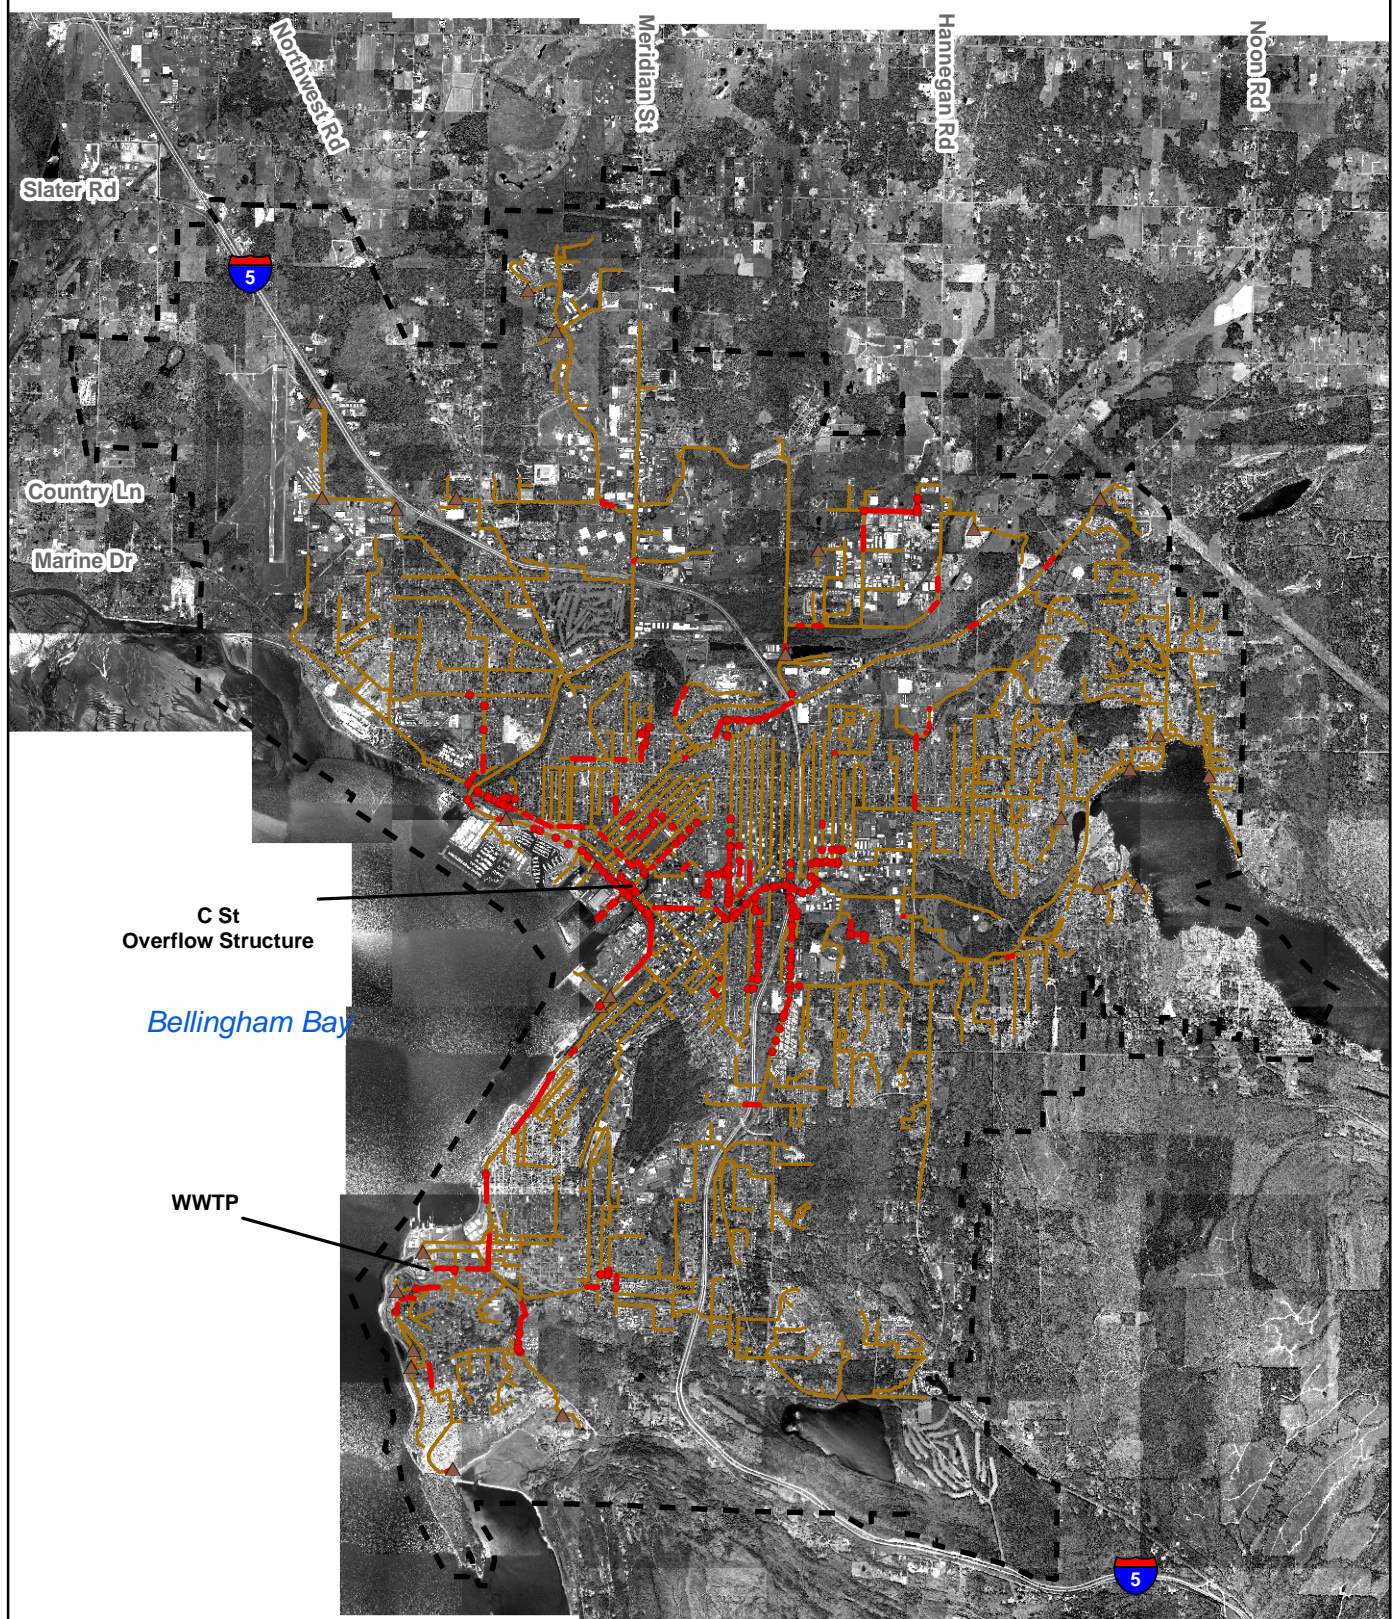 Northwest Rd
Meridian St
Hannegan Rd
Noon Rd
Slater Rd
5
Country Ln
Marine Dr
C St
Overflow Structure
Bellingham Bay
WWTP
5